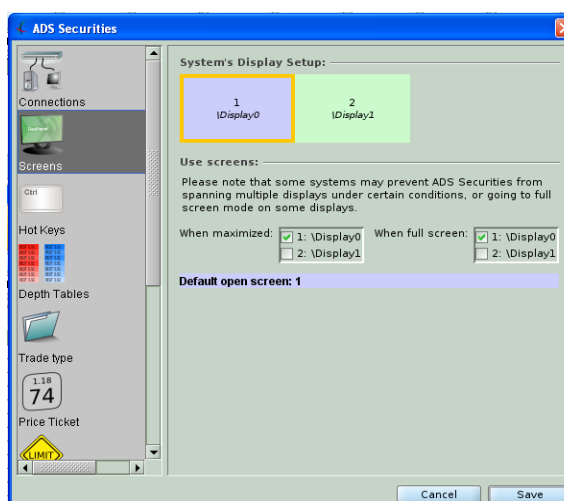 ADS Securities
Connections
Screens
Ctrl
Hot Keys
Depth Tables
Trade type
1.18
74
Price Ticket
LIMIT
System's Display Setup:
1
\Display0
2
\Display1
Use screens:
Please note that some systems may prevent ADS Securities from
spanning multiple displays under certain conditions, or going to full
screen mode on some displays.
When maximized:
1: \Display0
2: \Display1
When full screen:
1: \Display0
2: \Display1
Default open screen: 1
Cancel
Save